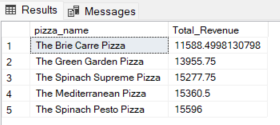 Results Messages
pizza_name Total_Revenue
1 The Brie Carre Pizza 11588.4998130798
2 The Green Garden Pizza 13955.75
3 The Spinach Supreme Pizza 15277.75
4 The Mediterranean Pizza 15360.5
5 The Spinach Pesto Pizza 15596